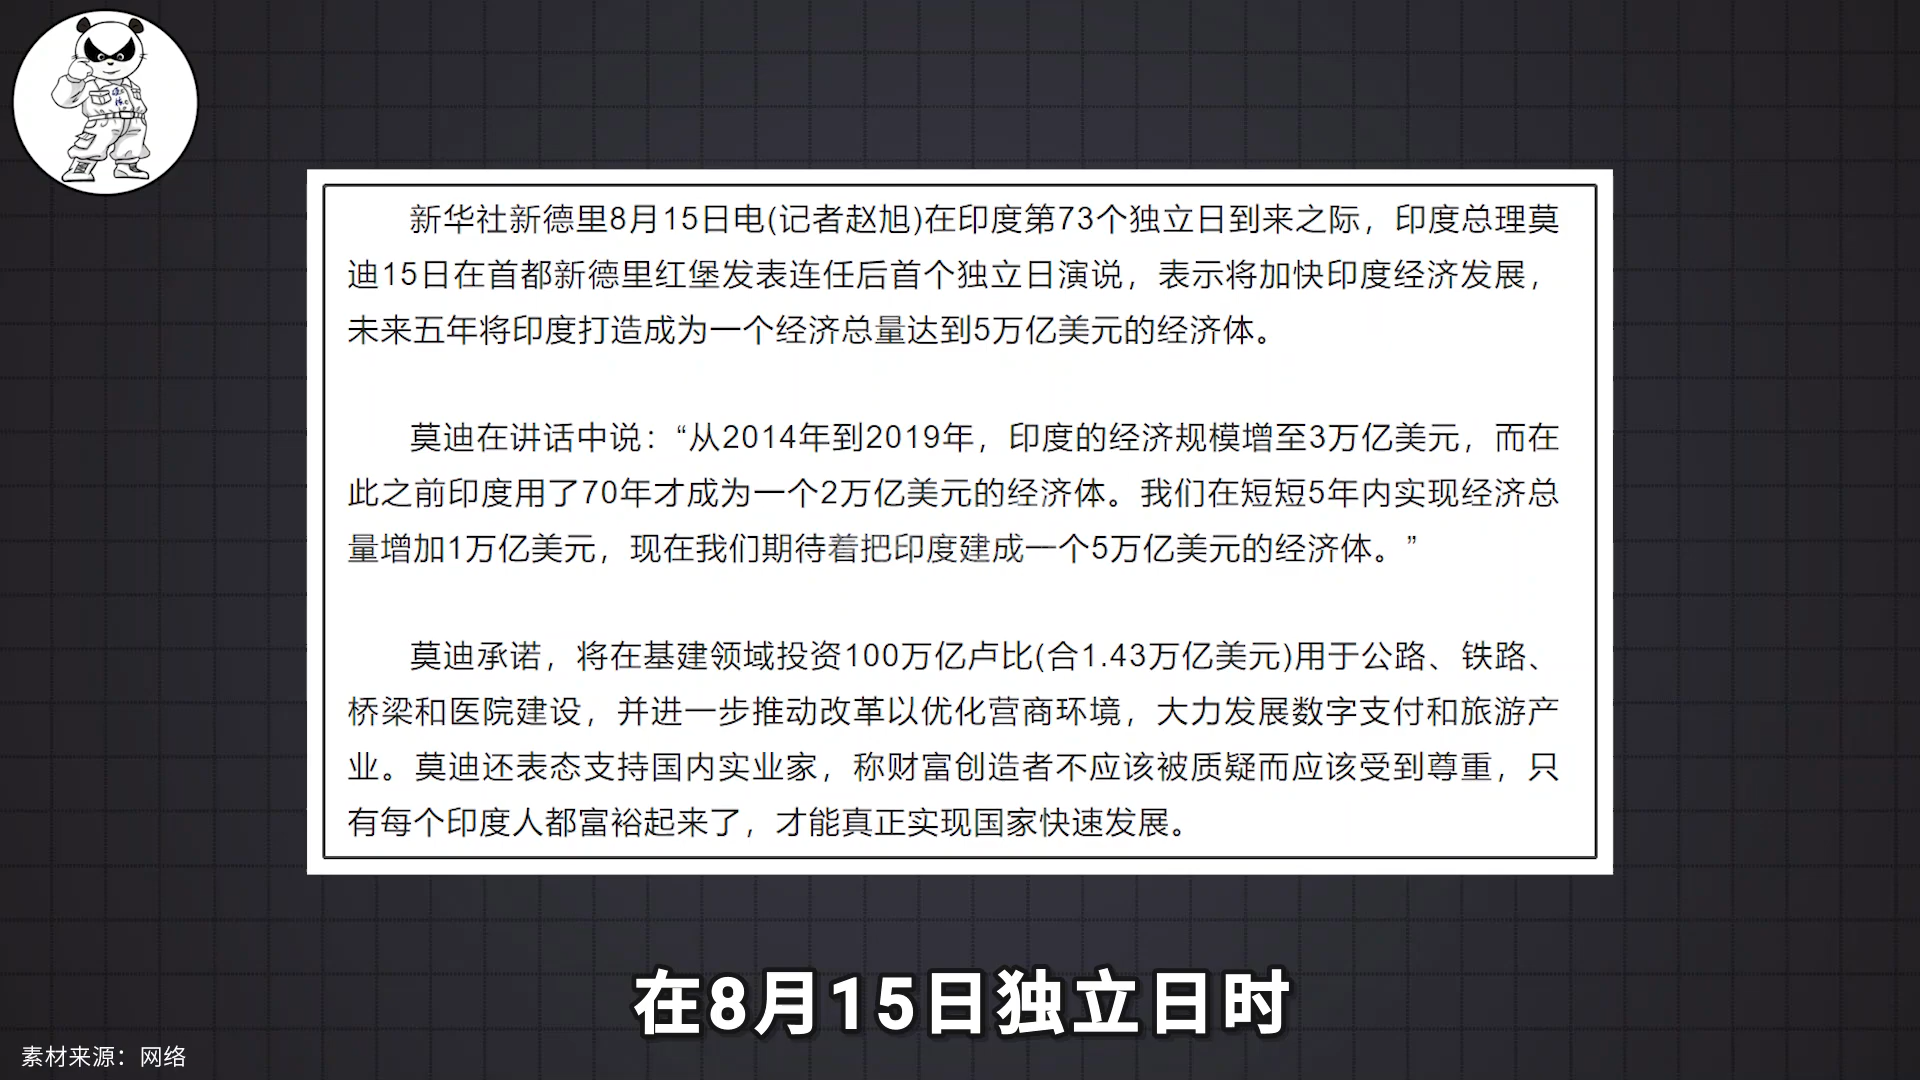 新华社新德里8月15日电(记者赵旭)在印度第73个独立日到来之际，印度总理莫
迪15日在首都新德里红堡发表连任后首个独立日演说，表示将加快印度经济发展，
未来五年将印度打造成为一个经济总量达到5万亿美元的经济体。
莫迪在讲话中说：“从2014年到2019年，印度的经济规模增至3万亿美元，而在
此之前印度用了70年才成为一个2万亿美元的经济体。我们在短短5年内实现经济总
量增加1万亿美元，现在我们期待着把印度建成一个5万亿美元的经济体。”
莫迪承诺，将在基建领域投资100万亿卢比(合1.43万亿美元)用于公路、铁路、
桥梁和医院建设，并进一步推动改革以优化营商环境，大力发展数字支付和旅游产
业。莫迪还表态支持国内实业家，称财富创造者不应该被质疑而应该受到尊重，只
有每个印度人都富裕起来了，才能真正实现国家快速发展。
在8月15日独立日时
素材来源：网络